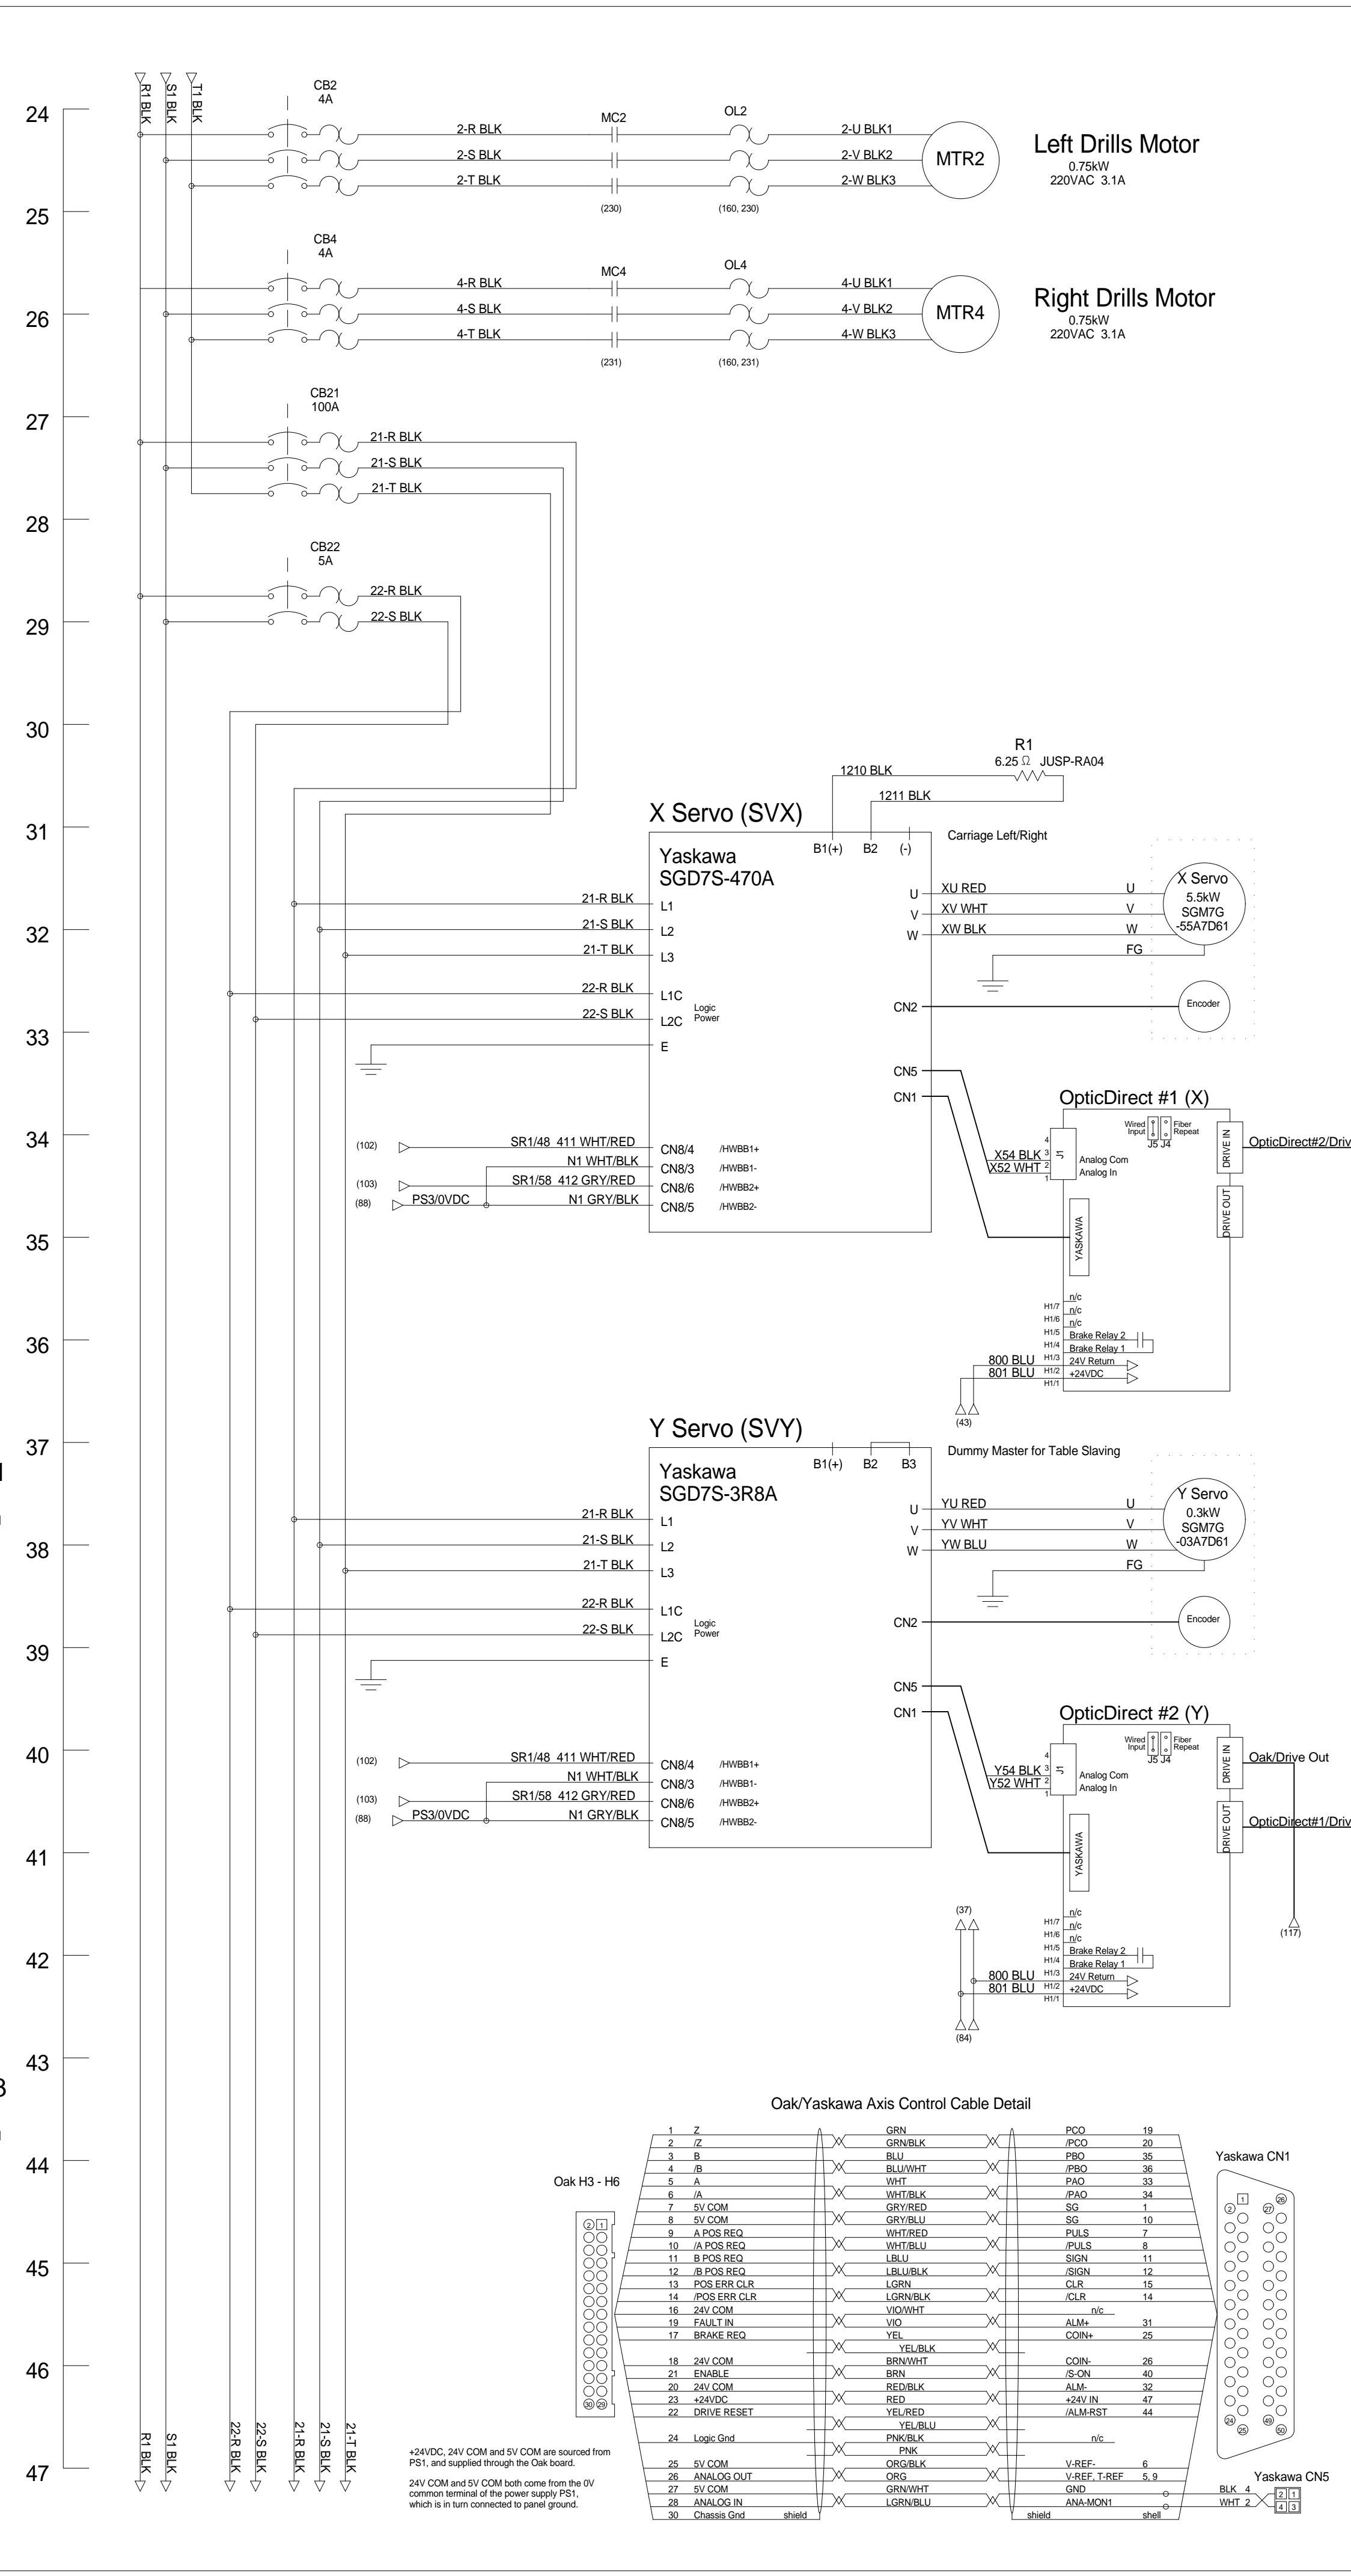 R1 BLK
S1 BLK
T1 BLK
24
CB2
4A
2-R BLK
2-S BLK
2-T BLK
MC2
(230)
OL2
(160, 230)
2-U BLK1
2-V BLK2
2-W BLK3
MTR2
Left Drills Motor
0.75kW
220VAC 3.1A
25
CB4
4A
4-R BLK
4-S BLK
4-T BLK
MC4
(231)
OL4
(160, 231)
4-U BLK1
4-V BLK2
4-W BLK3
MTR4
Right Drills Motor
0.75kW
220VAC 3.1A
26
27
CB21
100A
21-R BLK
21-S BLK
21-T BLK
28
CB22
5A
22-R BLK
22-S BLK
29
30
R1
6.25 Ω JUSP-RA04
1210 BLK
1211 BLK
31
X Servo (SVX)
Yaskawa
SGD7S-470A
B1(+) B2 (-)
Carriage Left/Right
21-R BLK L1
21-S BLK L2
21-T BLK L3
22-R BLK L1C
22-S BLK L2C
Logic
Power
E
U XU RED U
V XV WHT V
W XW BLK W
FG
X Servo
5.5kW
SGM7G
-55A7D61
CN2
Encoder
32
33
CN5
CN1
34
(102) SR1/48 411 WHT/RED CN8/4 /HWBB1+
N1 WHT/BLK CN8/3 /HWBB1-
(103) SR1/58 412 GRY/RED CN8/6 /HWBB2+
(88) PS3/0VDC N1 GRY/BLK CN8/5 /HWBB2-
OpticDirect #1 (X)
Wired
Input
J5 J4
Fiber
Repeat
4
X54 BLK 3
X52 WHT 2
1
J1
Analog Com
Analog In
DRIVE IN
OpticDirect#2/Driv
DRIVE OUT
YASKAWA
35
n/c
H1/7
n/c
H1/6
n/c
H1/5
Brake Relay 2
H1/4
Brake Relay 1
800 BLU H1/3 24V Return
801 BLU H1/2 +24VDC
H1/1
(43)
36
37
Y Servo (SVY)
Yaskawa
SGD7S-3R8A
B1(+) B2 B3
Dummy Master for Table Slaving
21-R BLK L1
21-S BLK L2
21-T BLK L3
22-R BLK L1C
22-S BLK L2C
Logic
Power
E
U YU RED U
V YV WHT V
W YW BLU W
FG
Y Servo
0.3kW
SGM7G
-03A7D61
CN2
Encoder
38
39
CN5
CN1
40
(102) SR1/48 411 WHT/RED CN8/4 /HWBB1+
N1 WHT/BLK CN8/3 /HWBB1-
(103) SR1/58 412 GRY/RED CN8/6 /HWBB2+
(88) PS3/0VDC N1 GRY/BLK CN8/5 /HWBB2-
OpticDirect #2 (Y)
Wired
Input
J5 J4
Fiber
Repeat
4
Y54 BLK 3
Y52 WHT 2
1
J1
Analog Com
Analog In
DRIVE IN
Oak/Drive Out
DRIVE OUT
OpticDirect#1/Driv
YASKAWA
41
(37)
(117)
n/c
H1/7
n/c
H1/6
n/c
H1/5
Brake Relay 2
H1/4
Brake Relay 1
800 BLU H1/3 24V Return
801 BLU H1/2 +24VDC
H1/1
(84)
42
43
Oak/Yaskawa Axis Control Cable Detail
44
Oak H3 - H6
2 1
30 29
1 Z GRN PCO 19
2 /Z GRN/BLK /PCO 20
3 B BLU PBO 35
4 /B BLU/WHT /PBO 36
5 A WHT PAO 33
6 /A WHT/BLK /PAO 34
7 5V COM GRY/RED SG 1
8 5V COM GRY/BLU SG 10
9 A POS REQ WHT/RED PULS 7
10 /A POS REQ WHT/BLU /PULS 8
11 B POS REQ LBLU SIGN 11
12 /B POS REQ LBLU/BLK /SIGN 12
13 POS ERR CLR LGRN CLR 15
14 /POS ERR CLR LGRN/BLK /CLR 14
16 24V COM VIO/WHT n/c
19 FAULT IN VIO ALM+ 31
17 BRAKE REQ YEL COIN+ 25
YEL/BLK
18 24V COM BRN/WHT COIN- 26
21 ENABLE BRN /S-ON 40
20 24V COM RED/BLK ALM- 32
23 +24VDC RED +24V IN 47
22 DRIVE RESET YEL/RED /ALM-RST 44
YEL/BLU
24 Logic Gnd PNK/BLK n/c
PNK
25 5V COM ORG/BLK V-REF- 6
26 ANALOG OUT ORG V-REF, T-REF 5, 9
27 5V COM GRN/WHT GND
28 ANALOG IN LGRN/BLU ANA-MON1
30 Chassis Gnd shield shield shell
Yaskawa CN1
1 26
2 27
24 49
25 50
Yaskawa CN5
BLK 4
WHT 2
2 1
4 3
45
46
47
+24VDC, 24V COM and 5V COM are sourced from
PS1, and supplied through the Oak board.
24V COM and 5V COM both come from the 0V
common terminal of the power supply PS1,
which is in turn connected to panel ground.
R1 BLK
S1 BLK
22-R BLK
22-S BLK
21-R BLK
21-S BLK
21-T BLK